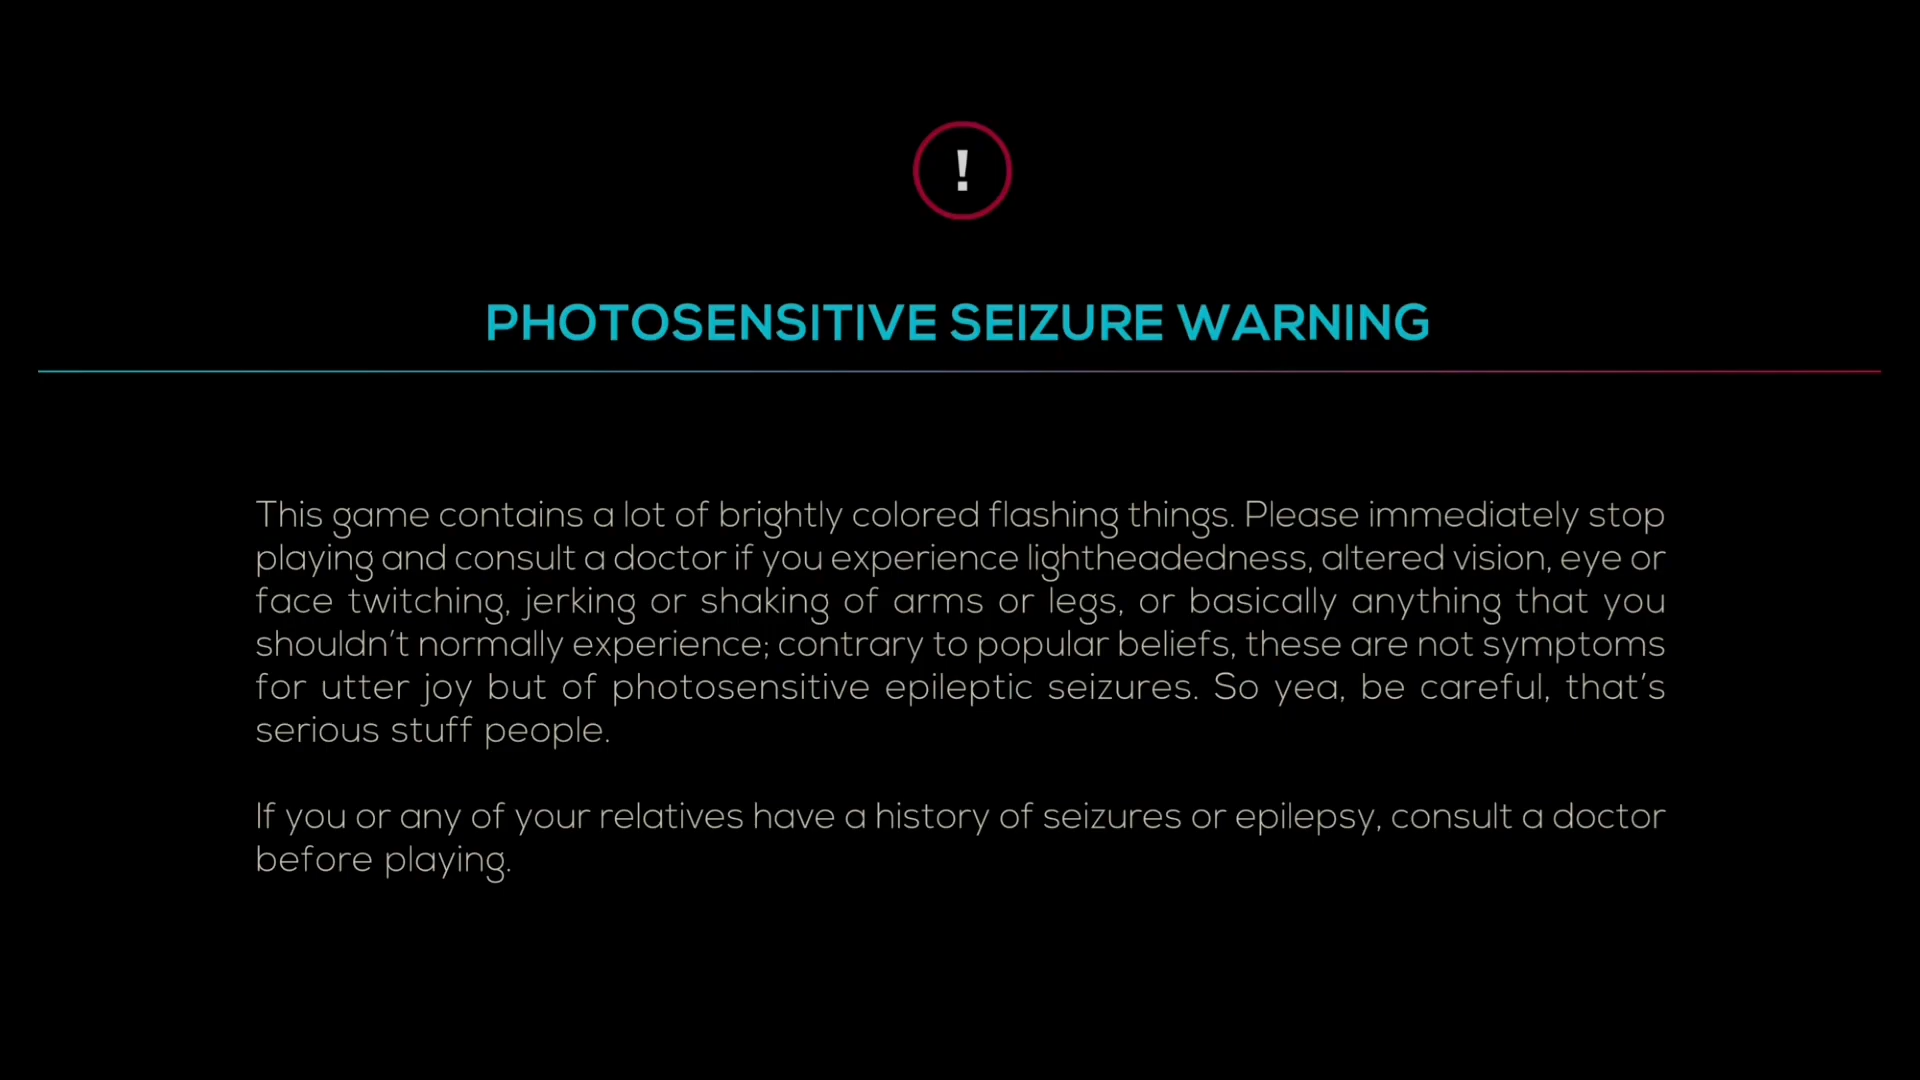 !
PHOTOSENSITIVE SEIZURE WARNING
This game contains a lot of brightly colored flashing things. Please immediately stop
playing and consult a doctor if you experience lightheadedness, altered vision, eye or
face twitching, jerking or shaking of arms or legs, or basically anything that you
shouldn't normally experience; contrary to popular beliefs, these are not symptoms
for utter joy but of photosensitive epileptic seizures. So yea, be careful, that's
serious stuff people.
If you or any of your relatives have a history of seizures or epilepsy, consult a doctor
before playing.